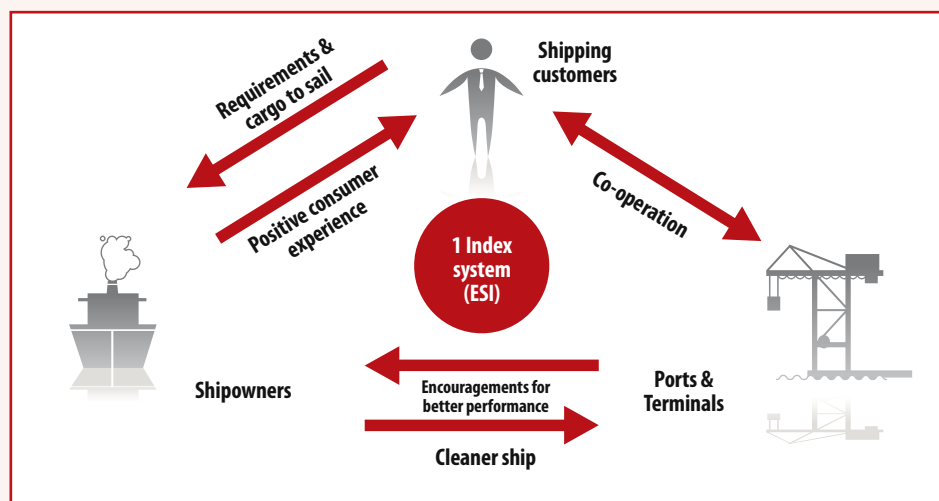 Requirements &
cargo to sail
Shipping
customers
Positive consumer
experience
Co-operation
1 Index
system
(ESI)
Shipowners
Encouragements for
better performance
Ports &
Terminals
Cleaner ship